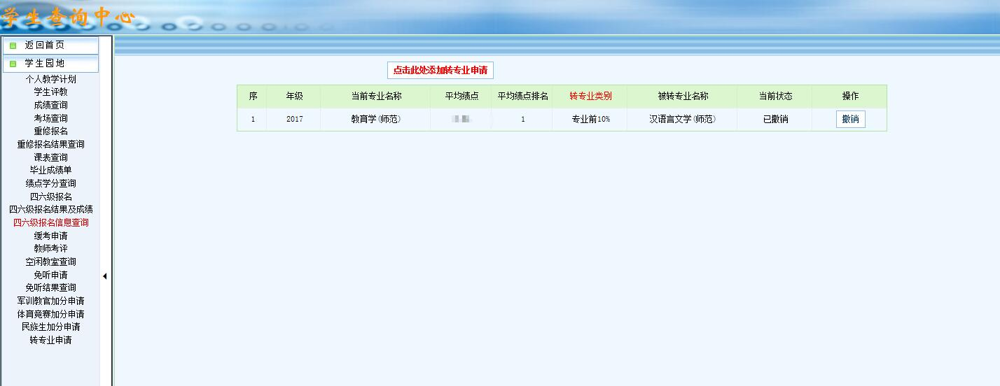 学生查询中心
返回首页
学生园地
个人教学计划
学生评教
成绩查询
考场查询
重修报名
重修报名结果查询
课表查询
毕业成绩单
绩点学分查询
四六级报名
四六级报名结果及成绩
四六级报名信息查询
缓考申请
教师考评
空闲教室查询
免听申请
免听结果查询
军训教官加分申请
体育竞赛加分申请
民族生加分申请
转专业申请
点击此处添加转专业申请
序 年级 当前专业名称 平均绩点 平均绩点排名 转专业类别 被转专业名称 当前状态 操作
1 2017 教育学(师范) 1 专业前10% 汉语言文学(师范) 已撤销 撤销